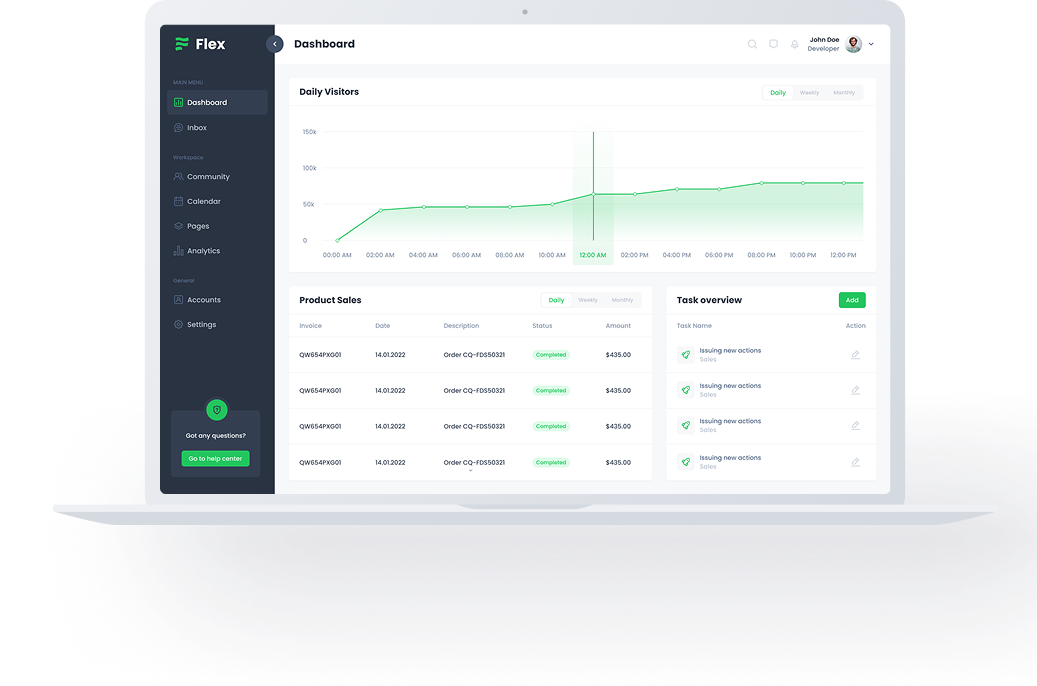 Flex
Dashboard
John Doe
Developer
MAIN MENU
Dashboard
Inbox
Workspace
Community
Calendar
Pages
Analytics
General
Accounts
Settings
Got any questions?
Go to help center
Daily Visitors
Daily Weekly Monthly
150k
100k
50k
0
00:00 AM 02:00 AM 04:00 AM 06:00 AM 08:00 AM 10:00 AM 12:00 AM 02:00 PM 04:00 PM 06:00 PM 08:00 PM 10:00 PM 12:00 PM
Product Sales
Daily Weekly Monthly
Invoice Date Description Status Amount
QW654PXG01 14.01.2022 Order CQ-FDS50321 Completed $435.00
QW654PXG01 14.01.2022 Order CQ-FDS50321 Completed $435.00
QW654PXG01 14.01.2022 Order CQ-FDS50321 Completed $435.00
QW654PXG01 14.01.2022 Order CQ-FDS50321 Completed $435.00
Task overview
Add
Task Name Action
Issuing new actions
Sales
Issuing new actions
Sales
Issuing new actions
Sales
Issuing new actions
Sales